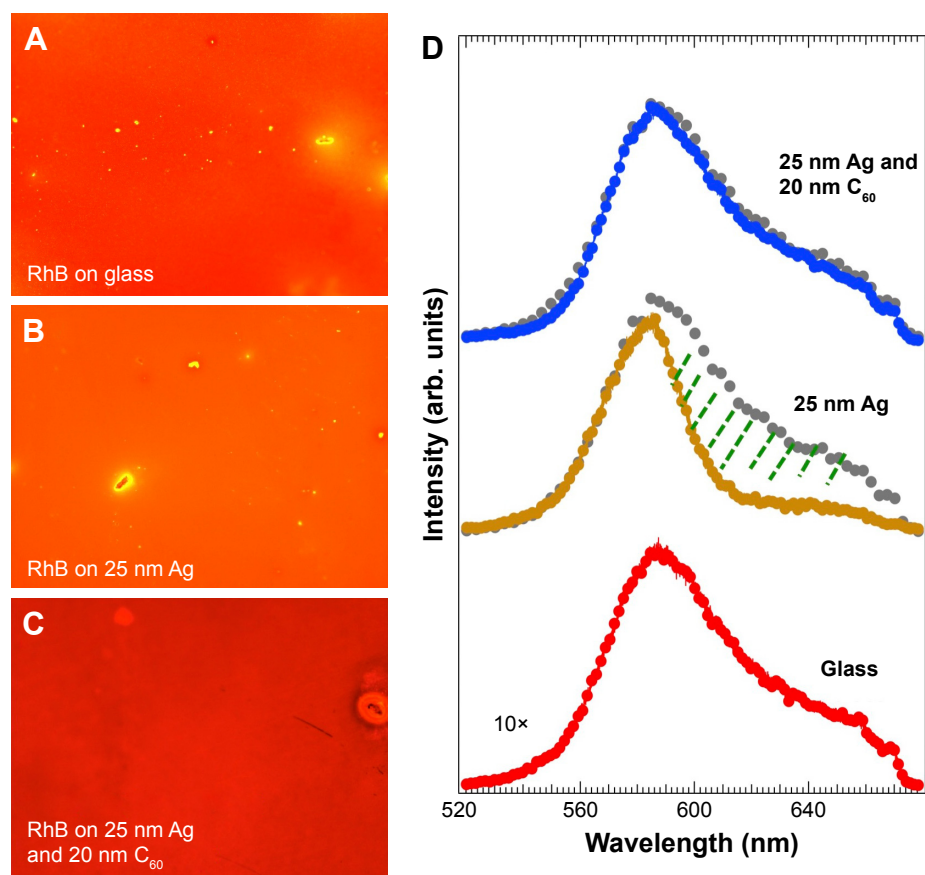 A
RhB on glass
B
RhB on 25 nm Ag
C
RhB on 25 nm Ag
and 20 nm C₆₀
D
25 nm Ag and
20 nm C₆₀
25 nm Ag
Glass
10×
Intensity (arb. units)
520 560 600 640
Wavelength (nm)